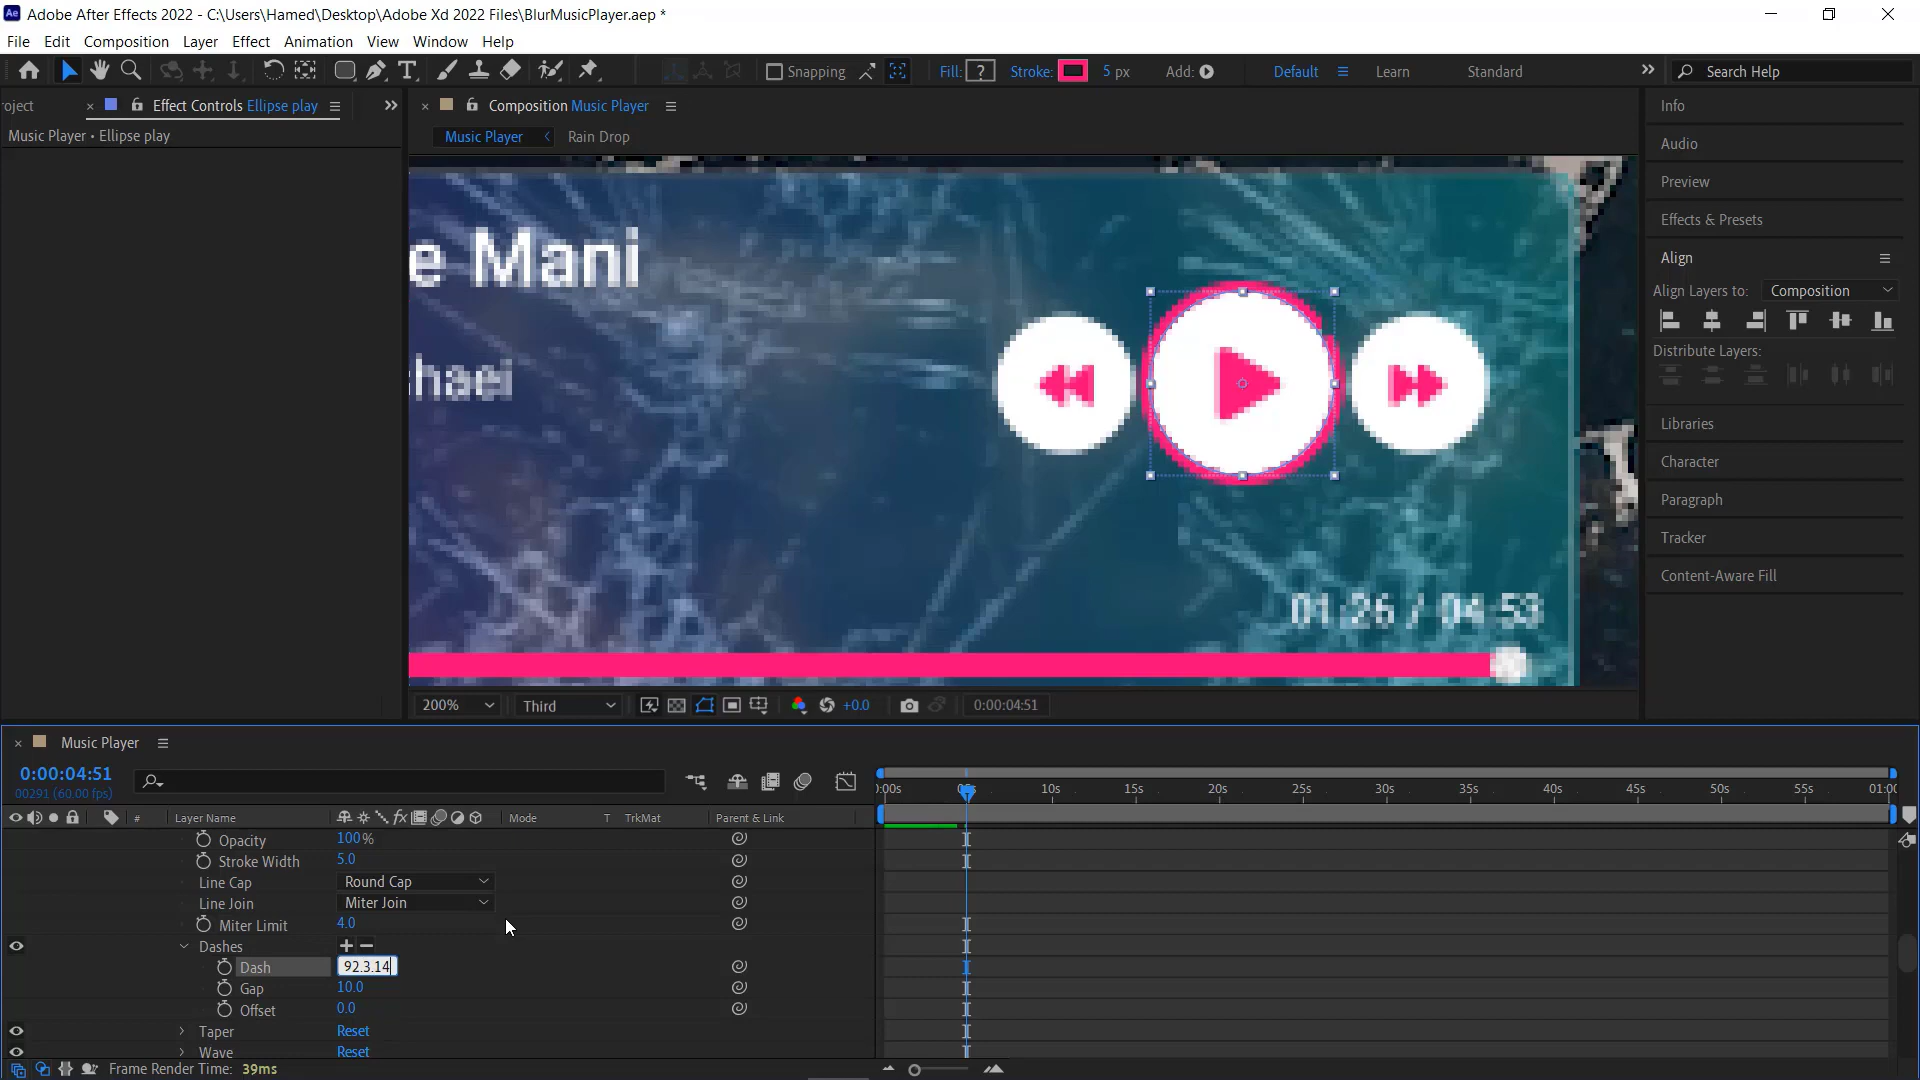 Adobe After Effects 2022 - C:\Users\Hamed\Desktop\Adobe Xd 2022 Files\BlurMusicPlayer.aep *
File Edit Composition Layer Effect Animation View Window Help
Snapping Fill: ? Stroke: 5 px Add: Default Learn Standard Search Help
roject Effect Controls Ellipse play Composition Music Player
Music Player • Ellipse play
Music Player Rain Drop
e Mani
hael
01:26 / 04:53
200% Third +0.0 0:00:04:51
Info
Audio
Preview
Effects & Presets
Align
Align Layers to: Composition
Distribute Layers:
Libraries
Character
Paragraph
Tracker
Content-Aware Fill
Music Player
0:00:04:51
00291 (60.00 fps)
:00s 10s 15s 20s 25s 30s 35s 40s 45s 50s 55s 01:00
# Layer Name Mode T TrkMat Parent & Link
Opacity 100%
Stroke Width 5.0
Line Cap Round Cap
Line Join Miter Join
Miter Limit 4.0
Dashes + −
Dash 92.3.14
Gap 10.0
Offset 0.0
Taper Reset
Wave Reset
Frame Render Time: 39ms